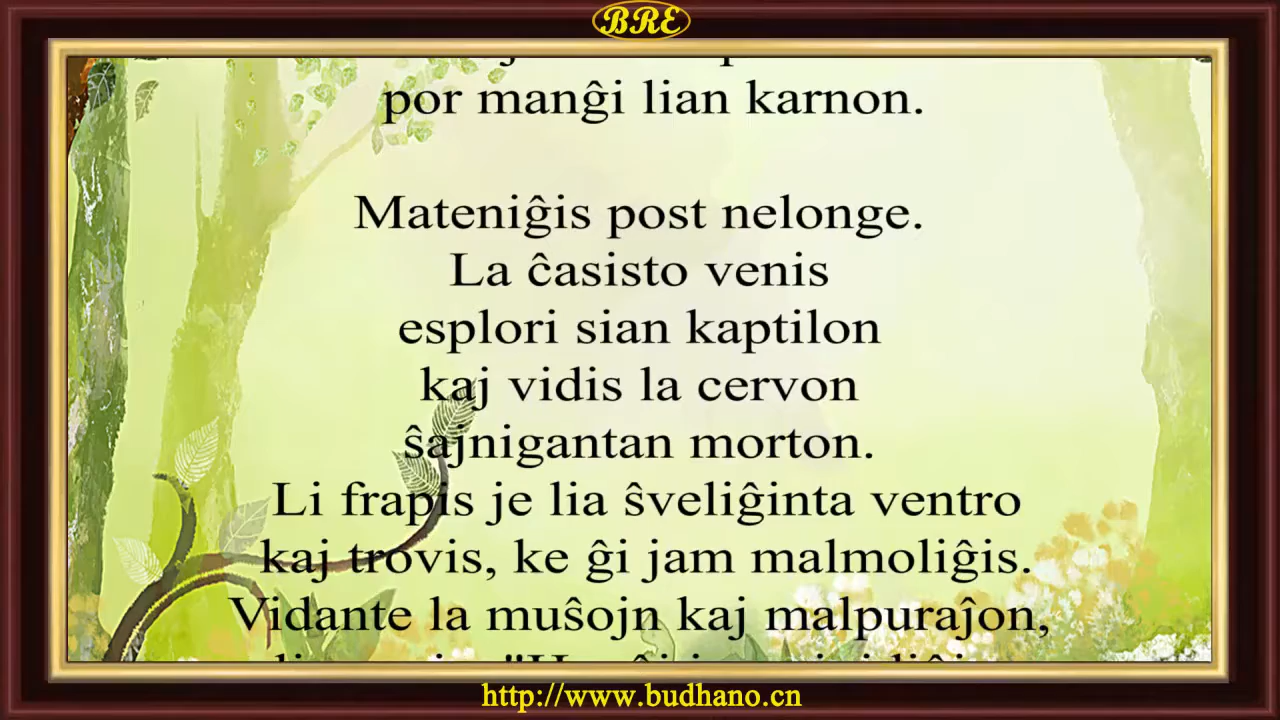 BRE
por manĝi lian karnon.
Mateniĝis post nelonge.
La ĉasisto venis
esplori sian kaptilon
kaj vidis la cervon
ŝajnigantan morton.
Li frapis je lia ŝveliĝinta ventro
kaj trovis, ke ĝi jam malmoliĝis.
Vidante la muŝojn kaj malpuraĵon,
http://www.budhano.cn